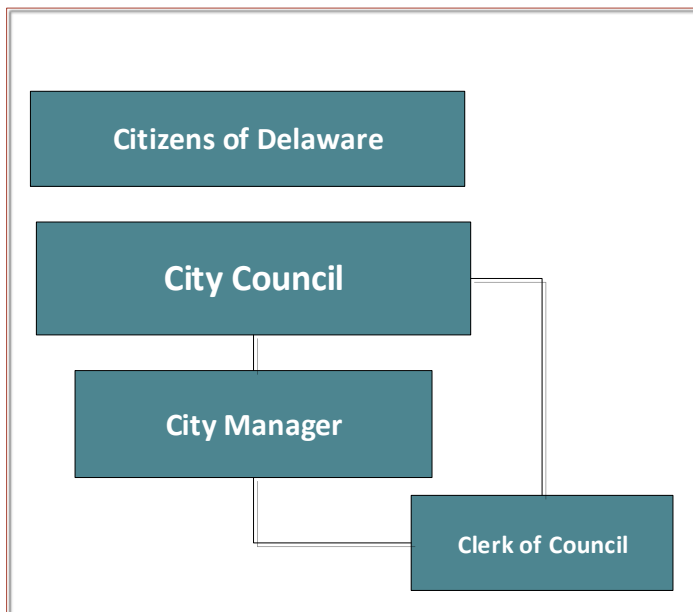 Citizens of Delaware
City Council
City Manager
Clerk of Council